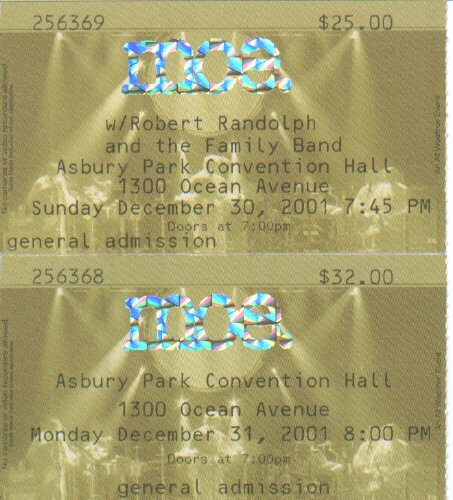 256369 $25.00
moe.
w/Robert Randolph
and the Family Band
Asbury Park Convention Hall
1300 Ocean Avenue
Sunday December 30, 2001 7:45 PM
Doors at 7:00pm
general admission
256368 $32.00
moe.
Asbury Park Convention Hall
1300 Ocean Avenue
Monday December 31, 2001 8:00 PM
Doors at 7:00pm
general admission